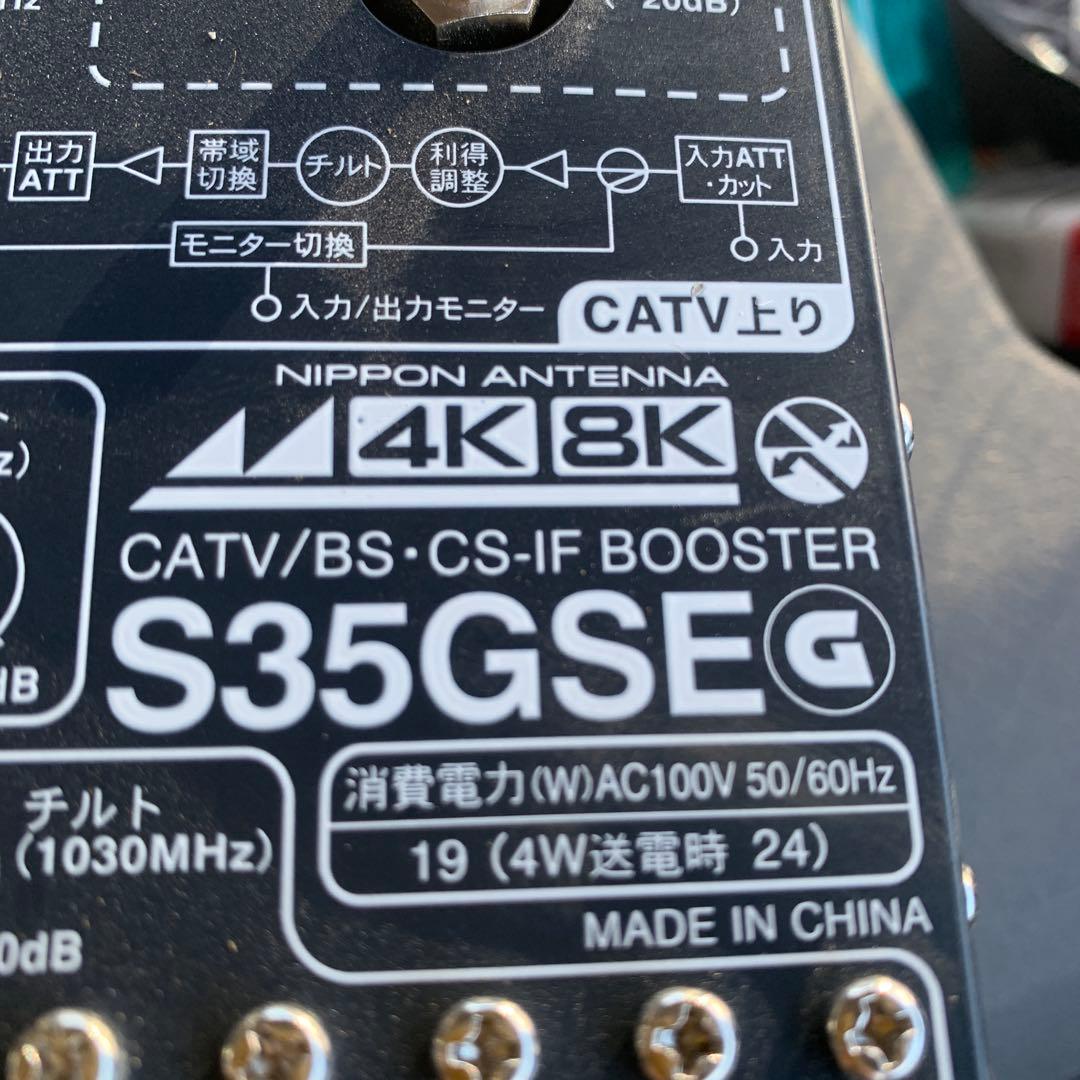 20dB)
出力
ATT
帯域
切換
チルト
利得
調整
入力ATT
・カット
モニター切換
入力
入力/出力モニター
CATV上り
NIPPON ANTENNA
4K 8K
CATV/BS・CS-IF BOOSTER
S35GSE G
消費電力(W)AC100V 50/60Hz
チルト
(1030MHz)
19 (4W送電時 24)
MADE IN CHINA
0dB